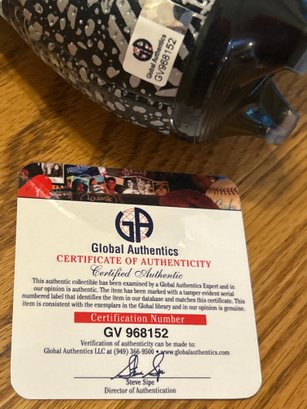 GA
Global Authentics
GV968152
Louisville
GA
Global Authentics
CERTIFICATE OF AUTHENTICITY
Certified Authentic
This authentic collectible has been examined by a Global Authentics Expert and in
our opinion is authentic. The item has been marked with a tamper evident serial
numbered label that identifies the item in our database and matches this certificate. This
item is consistent with the exemplars in the Global library and is in our opinion is genuine.
Certification Number
GV 968152
Verification of authenticity can be made to:
Global Authentics LLC at (949) 366-9500 • www.globalauthentics.com
Steve Sipe
Director of Authentication